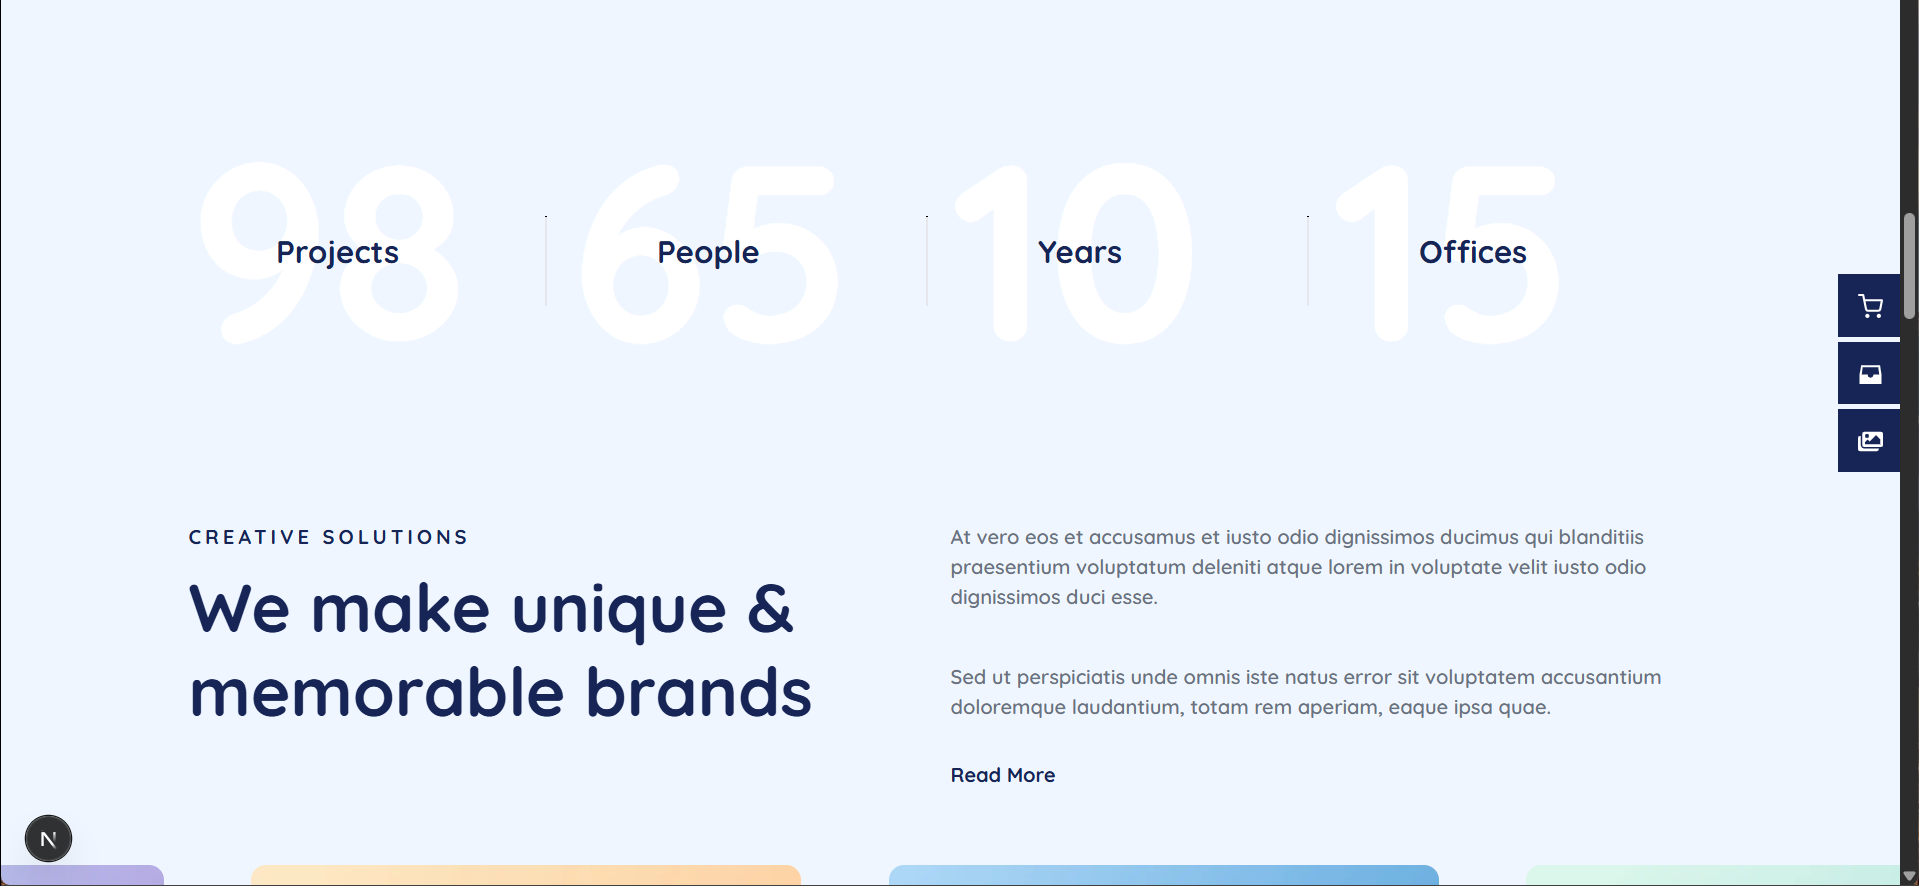 98 65 10 15
Projects People Years Offices
CREATIVE SOLUTIONS
We make unique &
memorable brands
At vero eos et accusamus et iusto odio dignissimos ducimus qui blanditiis
praesentium voluptatum deleniti atque lorem in voluptate velit iusto odio
dignissimos duci esse.
Sed ut perspiciatis unde omnis iste natus error sit voluptatem accusantium
doloremque laudantium, totam rem aperiam, eaque ipsa quae.
Read More
N